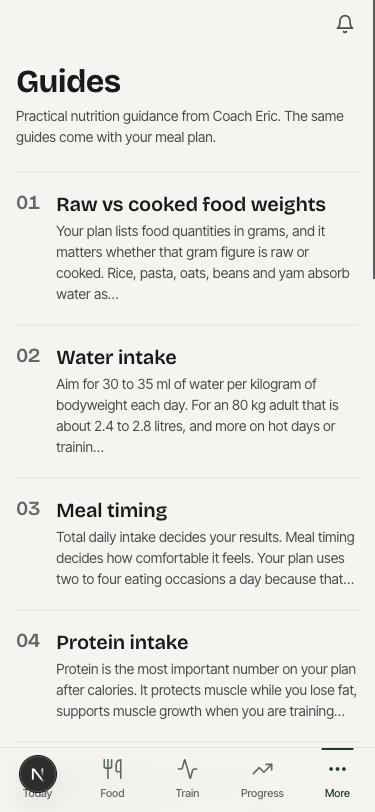 Guides
Practical nutrition guidance from Coach Eric. The same
guides come with your meal plan.
01 Raw vs cooked food weights
Your plan lists food quantities in grams, and it
matters whether that gram figure is raw or
cooked. Rice, pasta, oats, beans and yam absorb
water as...
02 Water intake
Aim for 30 to 35 ml of water per kilogram of
bodyweight each day. For an 80 kg adult that is
about 2.4 to 2.8 litres, and more on hot days or
trainin...
03 Meal timing
Total daily intake decides your results. Meal timing
decides how comfortable it feels. Your plan uses
two to four eating occasions a day because that...
04 Protein intake
Protein is the most important number on your plan
after calories. It protects muscle while you lose fat,
supports muscle growth when you are training...
N
Today Food Train Progress More